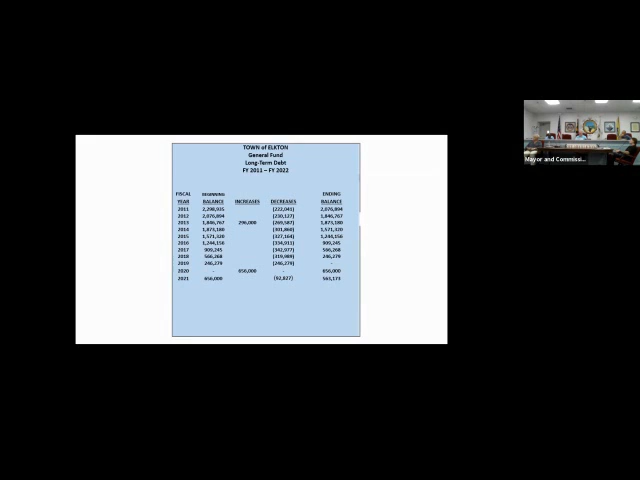 TOWN of ELKTON
General Fund
Long-Term Debt
FY 2011 – FY 2022
FISCAL BEGINNING ENDING
YEAR BALANCE INCREASES DECREASES BALANCE
2011 2,298,935 (222,041) 2,076,894
2012 2,076,894 (230,127) 1,846,767
2013 1,846,767 296,000 (269,587) 1,873,180
2014 1,873,180 (301,860) 1,571,320
2015 1,571,320 (327,164) 1,244,156
2016 1,244,156 (334,911) 909,245
2017 909,245 (342,977) 566,268
2018 566,268 (319,989) 246,279
2019 246,279 (246,279) -
2020 - 656,000 - 656,000
2021 656,000 (92,827) 563,173
Mayor and Commissi...